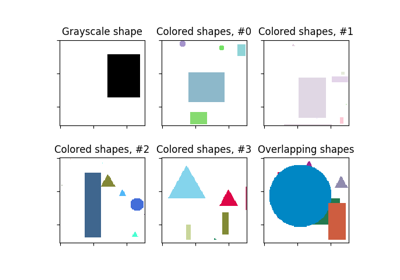 Grayscale shape
Colored shapes, #0
Colored shapes, #1
Colored shapes, #2
Colored shapes, #3
Overlapping shapes